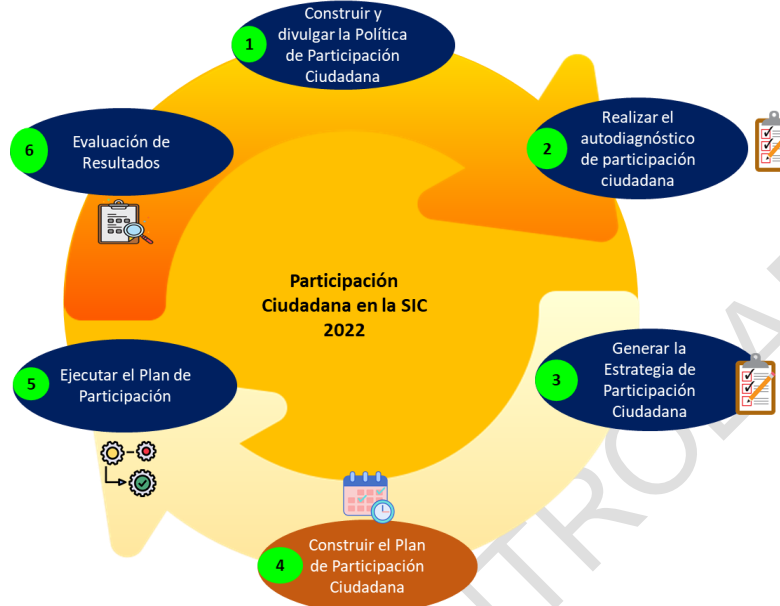 1
Construir y
divulgar la Política
de Participación
Ciudadana
2
Realizar el
autodiagnóstico
de participación
ciudadana
3
Generar la
Estrategia de
Participación
Ciudadana
4
Construir el Plan
de Participación
Ciudadana
5
Ejecutar el Plan de
Participación
6
Evaluación de
Resultados
Participación
Ciudadana en la SIC
2022